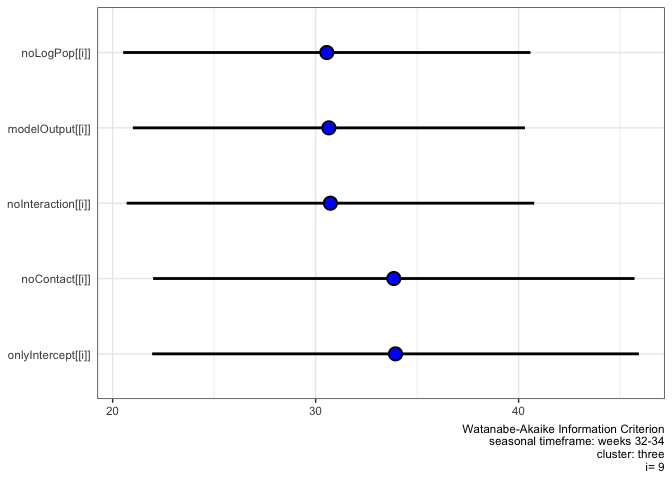 noLogPop[[i]]
modelOutput[[i]]
noInteraction[[i]]
noContact[[i]]
onlyIntercept[[i]]
20 30 40
Watanabe-Akaike Information Criterion
seasonal timeframe: weeks 32-34
cluster: three
i= 9